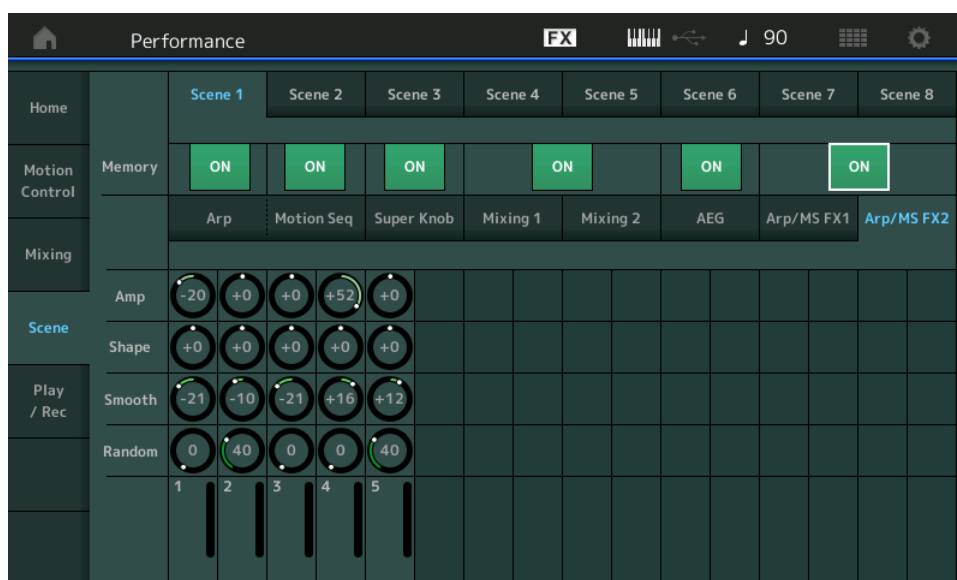 Performance FX 90
Scene 1 Scene 2 Scene 3 Scene 4 Scene 5 Scene 6 Scene 7 Scene 8
Home
Motion
Control
Memory ON ON ON ON ON ON
Arp Motion Seq Super Knob Mixing 1 Mixing 2 AEG Arp/MS FX1 Arp/MS FX2
Mixing
Amp -20 +0 +0 +52 +0
Scene
Shape +0 +0 +0 +0 +0
Play
/ Rec
Smooth -21 -10 -21 +16 +12
Random 0 40 0 0 40
1 2 3 4 5